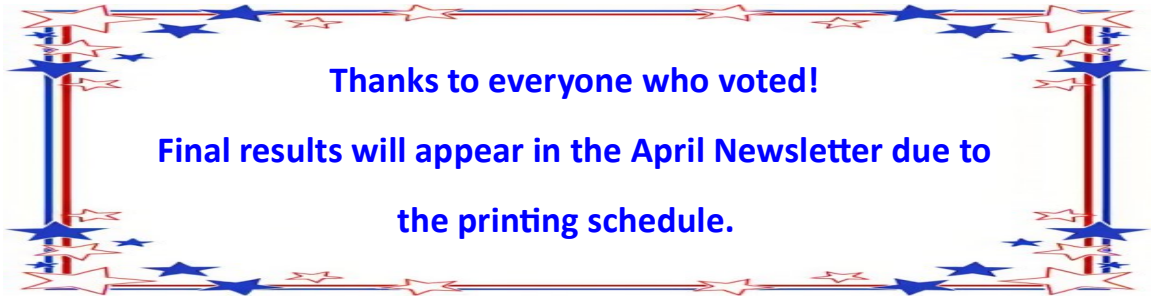 Thanks to everyone who voted!
Final results will appear in the April Newsletter due to
the printing schedule.